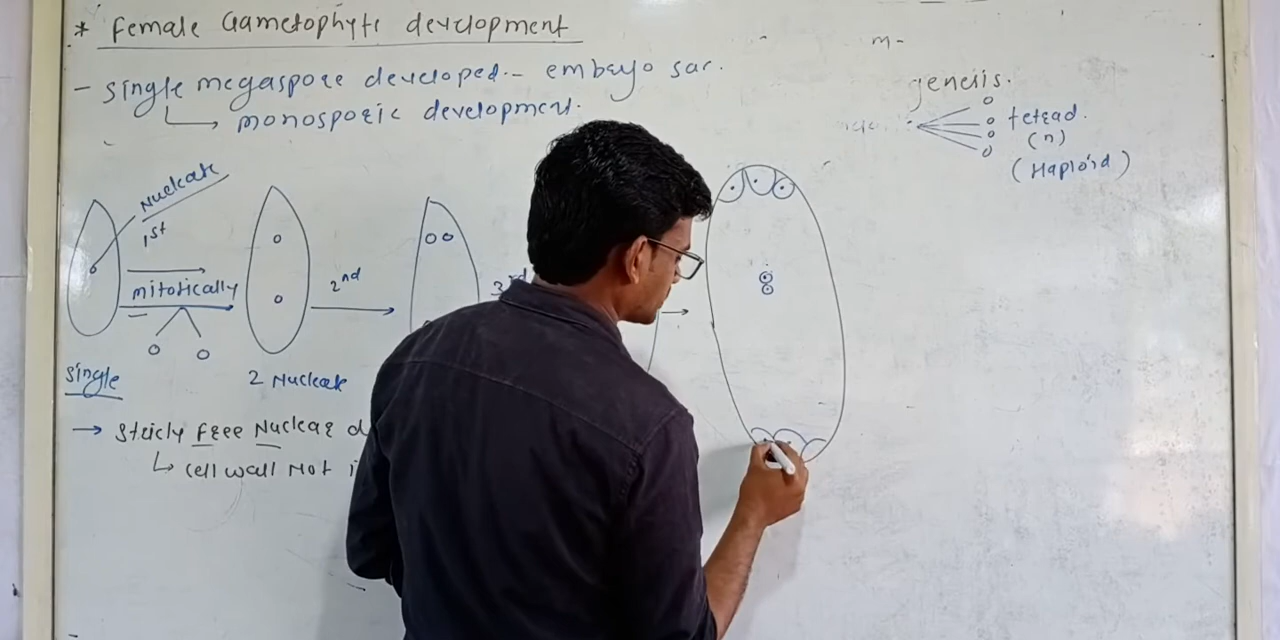 * Female Gametophyte development
- single megaspore developed - embryo sac.
monosporic development.
m-
genesis.
tetrad.
(n)
(Haploid)
Nucleate
1st
mitotically
2nd
3rd
single
2 Nucleate
→ stricly Free Nuclear d
↳ cell wall Not i